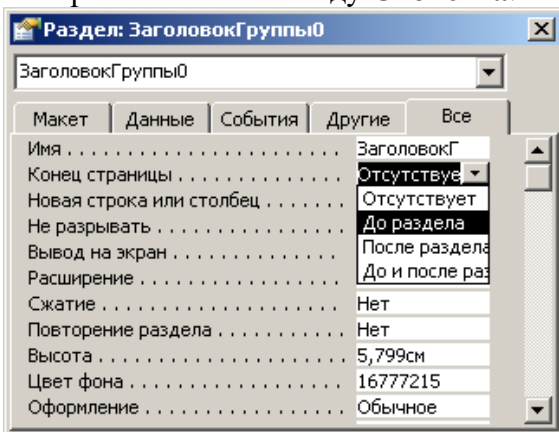 ду
Раздел: ЗаголовокГруппы0
ЗаголовокГруппы0
Макет Данные События Другие Все
Имя . . . . . . . . . . . . . . . . . . . . . . ЗаголовокГ
Конец страницы . . . . . . . . . . . . . Отсутствуе
Новая строка или столбец . . . . . . . Отсутствует
Не разрывать . . . . . . . . . . . . . . . До раздела
Вывод на экран . . . . . . . . . . . . . . После раздела
Расширение . . . . . . . . . . . . . . . . До и после раз
Сжатие . . . . . . . . . . . . . . . . . . . . Нет
Повторение раздела . . . . . . . . . . Нет
Высота . . . . . . . . . . . . . . . . . . . . 5,799см
Цвет фона . . . . . . . . . . . . . . . . . 16777215
Оформление . . . . . . . . . . . . . . . . Обычное